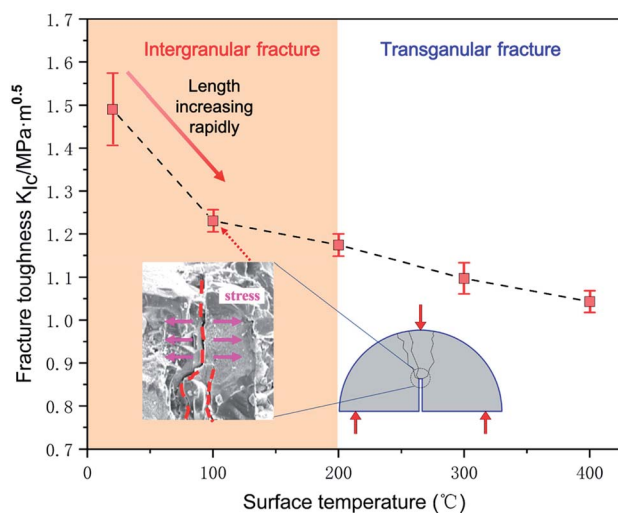 Intergranular fracture
Transganular fracture
Length
increasing
rapidly
stress
Fracture toughness K_IC/MPa·m^0.5
1.7
1.6
1.5
1.4
1.3
1.2
1.1
1.0
0.9
0.8
0.7
0
100
200
300
400
Surface temperature (℃)